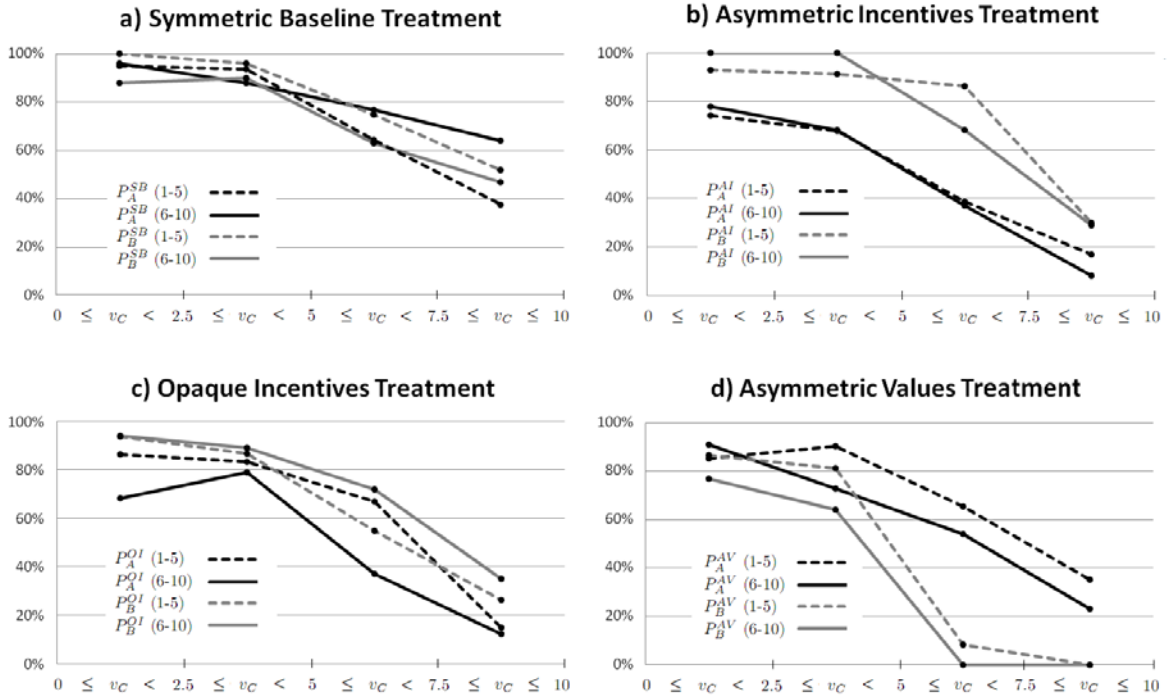 a) Symmetric Baseline Treatment
100%
80%
60%
40%
20%
0%
P_A^{SB} (1-5)
P_A^{SB} (6-10)
P_B^{SB} (1-5)
P_B^{SB} (6-10)
0 ≤ v_C < 2.5 ≤ v_C < 5 ≤ v_C < 7.5 ≤ v_C ≤ 10
b) Asymmetric Incentives Treatment
100%
80%
60%
40%
20%
0%
P_A^{AI} (1-5)
P_A^{AI} (6-10)
P_B^{AI} (1-5)
P_B^{AI} (6-10)
0 ≤ v_C < 2.5 ≤ v_C < 5 ≤ v_C < 7.5 ≤ v_C ≤ 10
c) Opaque Incentives Treatment
100%
80%
60%
40%
20%
0%
P_A^{OI} (1-5)
P_A^{OI} (6-10)
P_B^{OI} (1-5)
P_B^{OI} (6-10)
0 ≤ v_C < 2.5 ≤ v_C < 5 ≤ v_C < 7.5 ≤ v_C ≤ 10
d) Asymmetric Values Treatment
100%
80%
60%
40%
20%
0%
P_A^{AV} (1-5)
P_A^{AV} (6-10)
P_B^{AV} (1-5)
P_B^{AV} (6-10)
0 ≤ v_C < 2.5 ≤ v_C < 5 ≤ v_C < 7.5 ≤ v_C ≤ 10